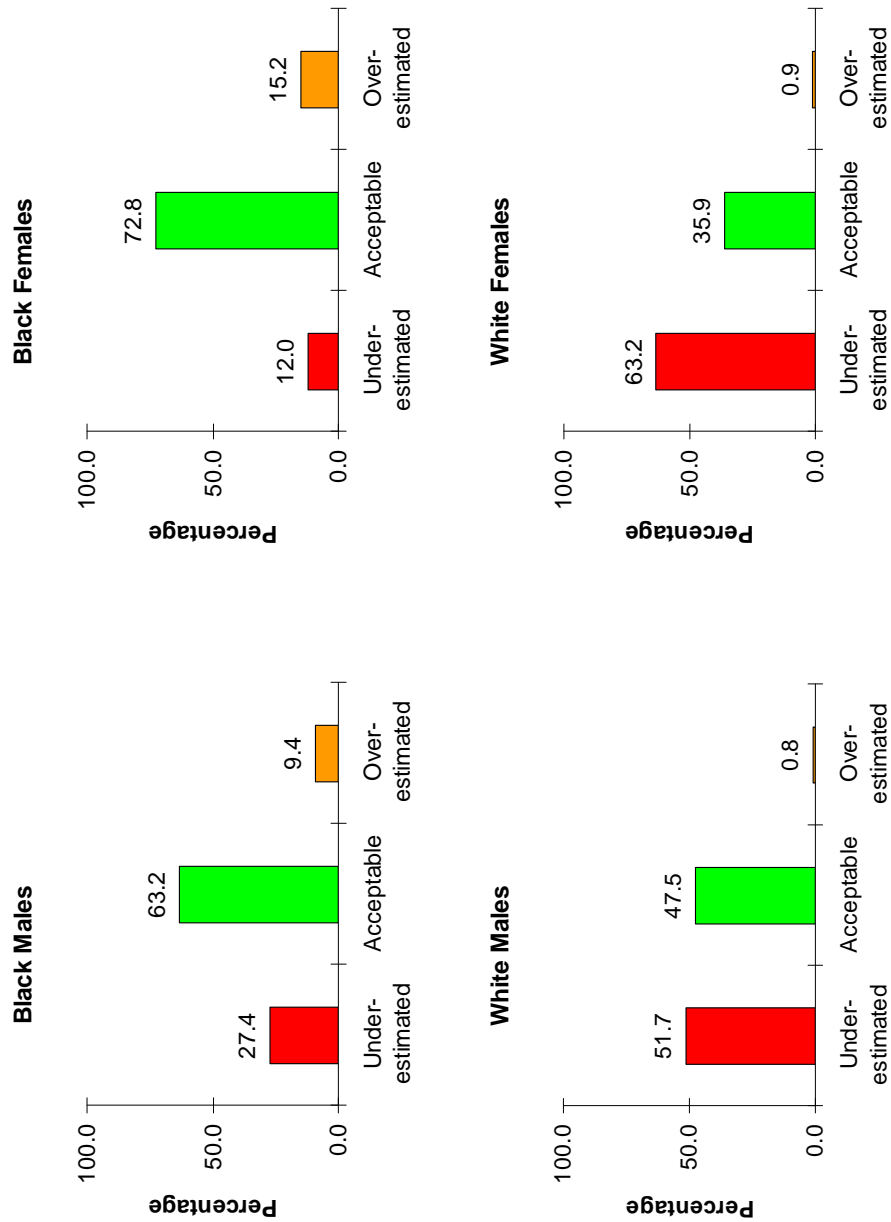 Black Males
Percentage
100.0
50.0
0.0
27.4
63.2
9.4
Under-
estimated
Acceptable
Over-
estimated
Black Females
Percentage
100.0
50.0
0.0
12.0
72.8
15.2
Under-
estimated
Acceptable
Over-
estimated
White Males
Percentage
100.0
50.0
0.0
51.7
47.5
0.8
Under-
estimated
Acceptable
Over-
estimated
White Females
Percentage
100.0
50.0
0.0
63.2
35.9
0.9
Under-
estimated
Acceptable
Over-
estimated